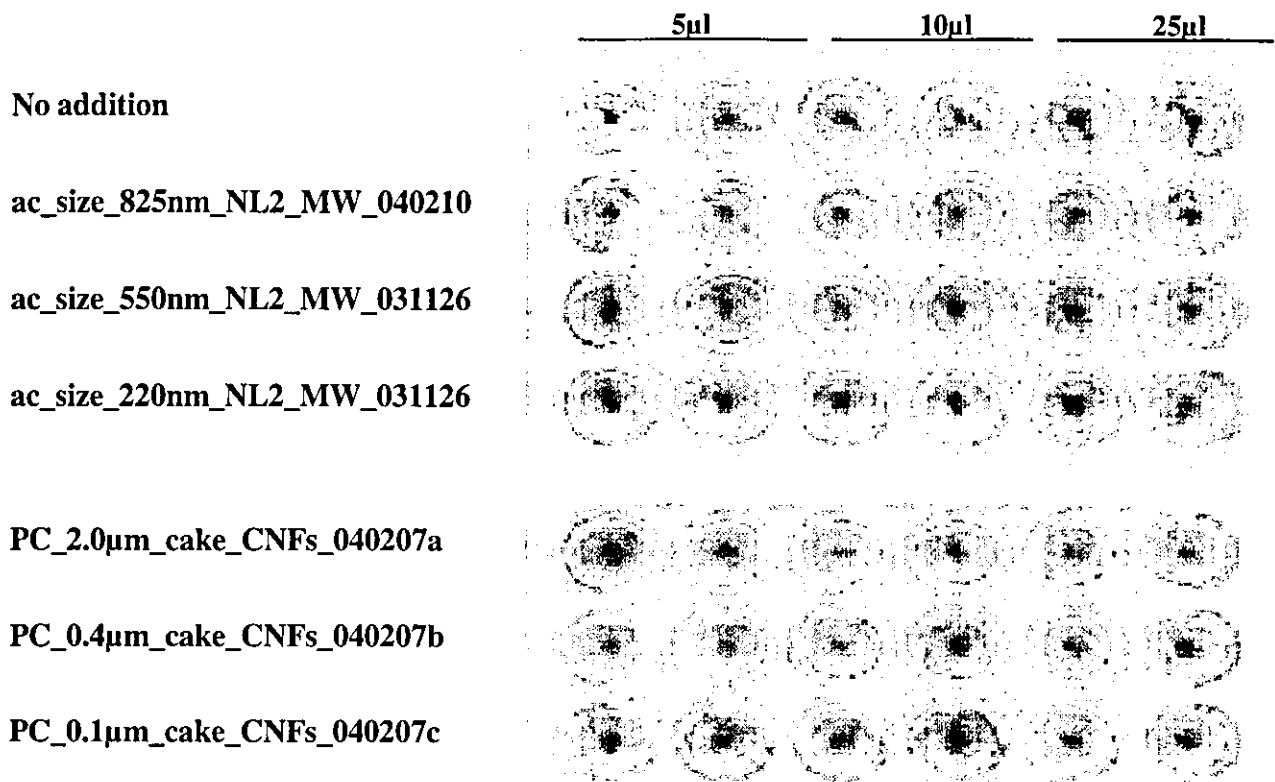 5µl 10µl 25µl
No addition
ac_size_825nm_NL2_MW_040210
ac_size_550nm_NL2_MW_031126
ac_size_220nm_NL2_MW_031126
PC_2.0µm_cake_CNFs_040207a
PC_0.4µm_cake_CNFs_040207b
PC_0.1µm_cake_CNFs_040207c